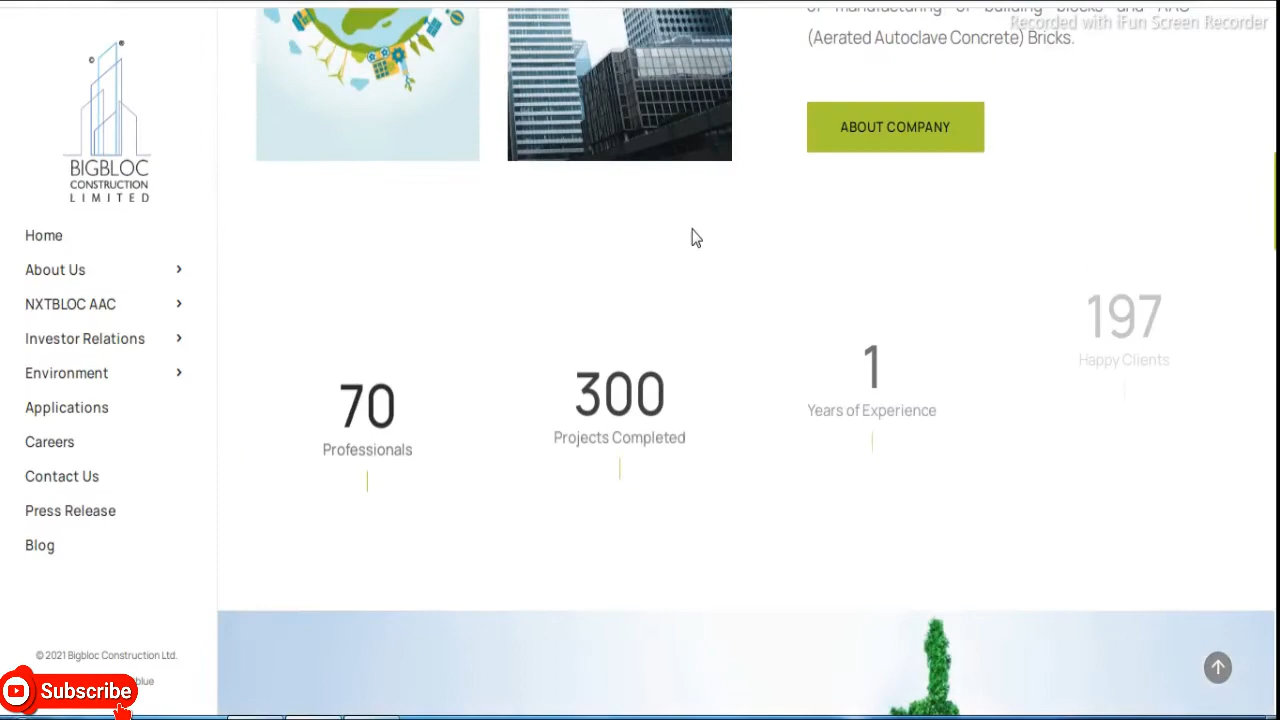 Recorded with iFun Screen Recorder
(Aerated Autoclave Concrete) Bricks.
ABOUT COMPANY
BIGBLOC
CONSTRUCTION
LIMITED
Home
About Us
NXTBLOC AAC
Investor Relations
Environment
Applications
Careers
Contact Us
Press Release
Blog
197
Happy Clients
1
Years of Experience
300
Projects Completed
70
Professionals
© 2021 Bigbloc Construction Ltd.
Subscribe